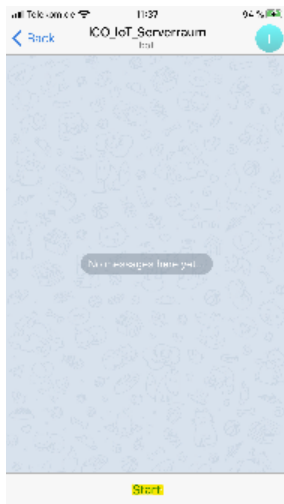 Telekom.de 11:37 94 %
Back ICO_IoT_Serverraum
bot
I
No messages here yet...
Start